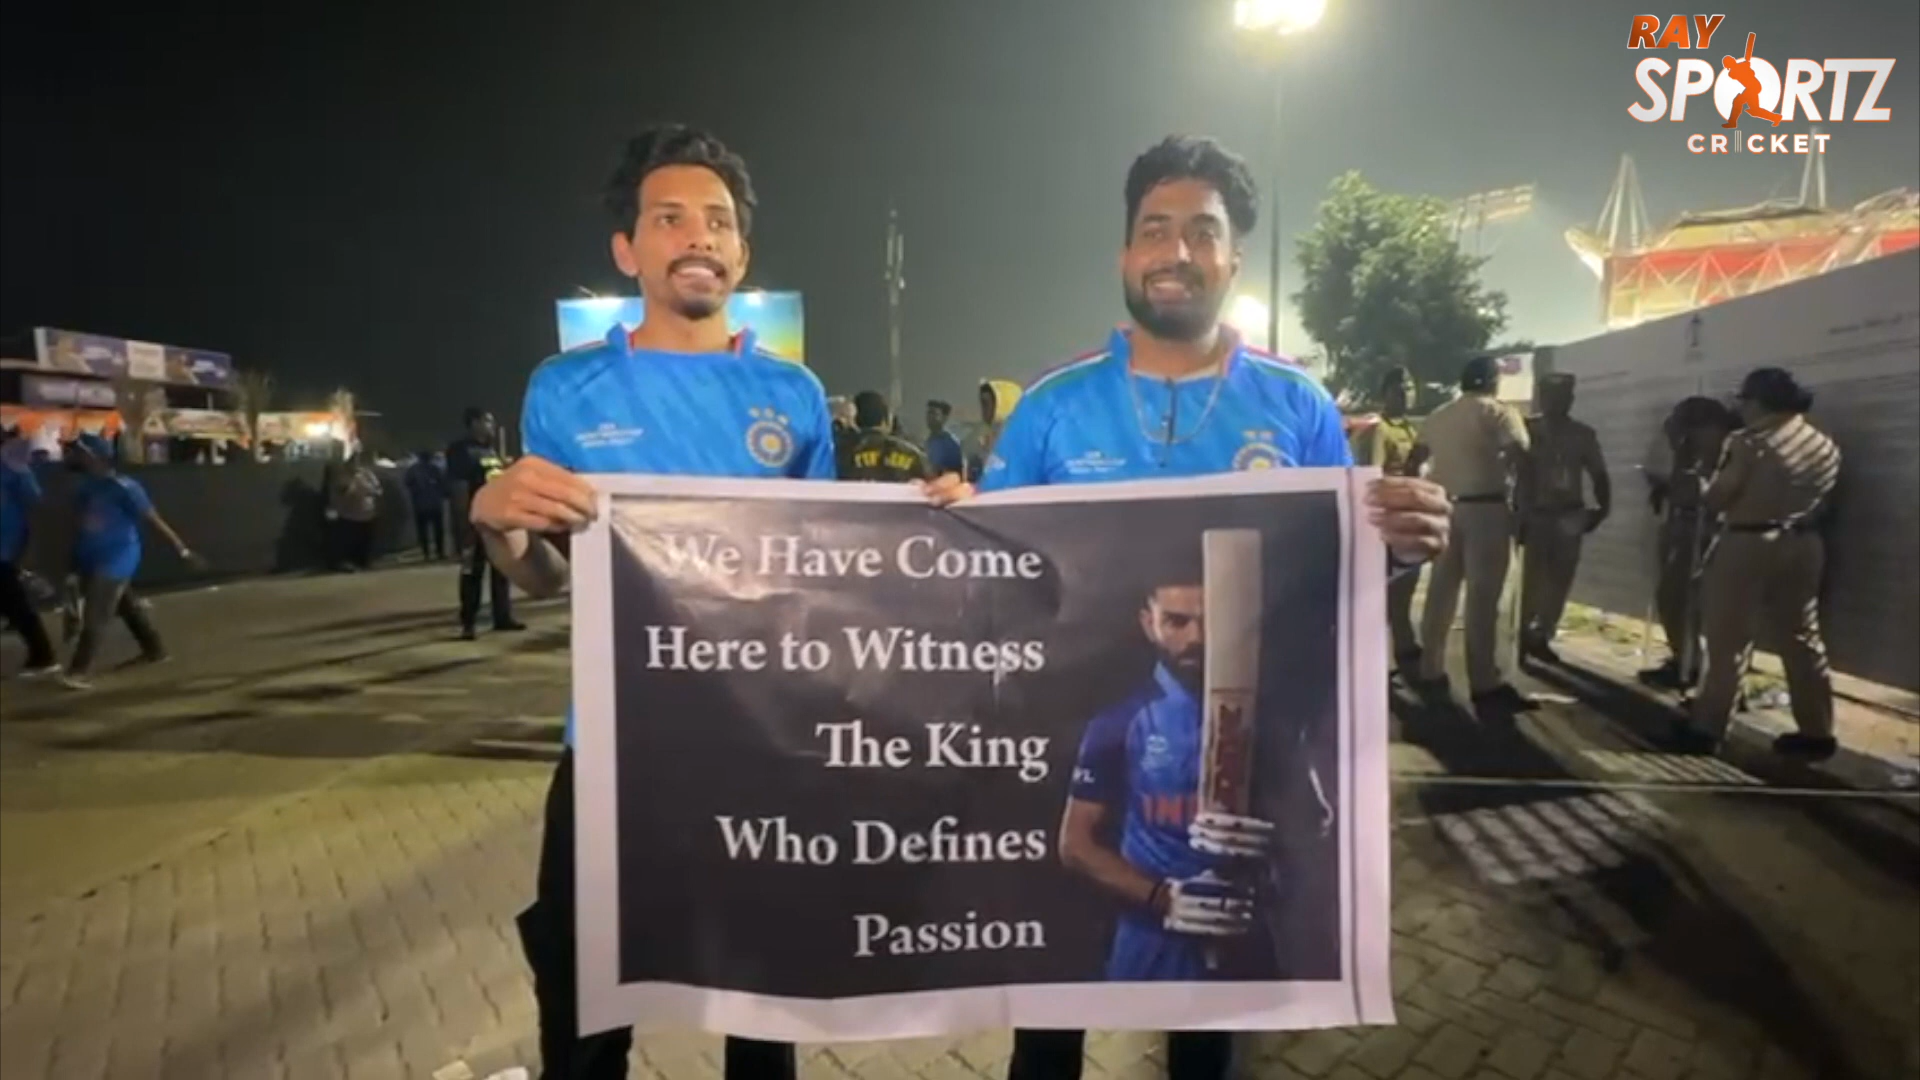 RAY
SPORTZ
CRICKET
We Have Come
Here to Witness
The King
Who Defines
Passion